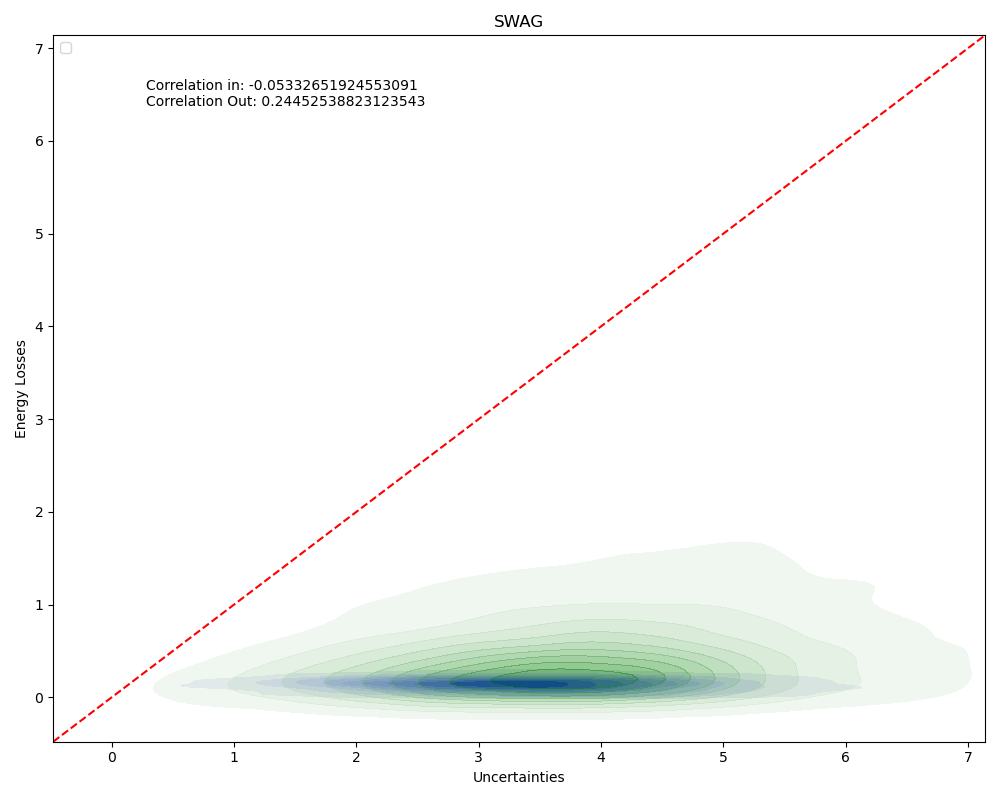 SWAG
Correlation in: -0.05332651924553091
Correlation Out: 0.24452538823123543
7
6
5
4
3
2
1
0
Energy Losses
0 1 2 3 4 5 6 7
Uncertainties